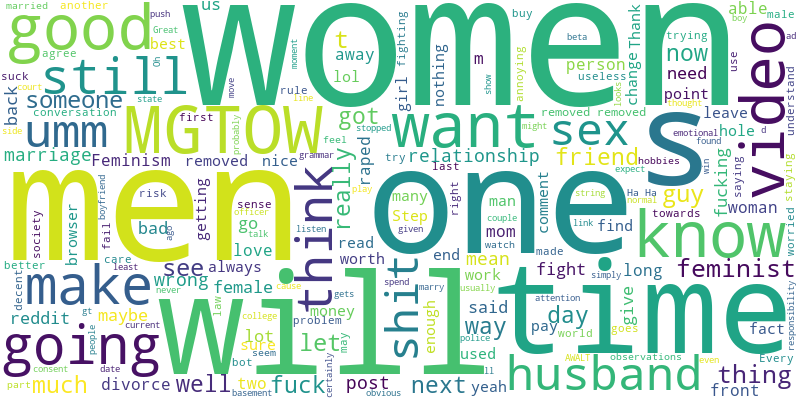 women
men
will
time
one
s
good
still
umm
MGTOW
want
sex
video
know
make
going
husband
think
shit
really
married
another
suck
agree
best
us
push
Great
Oh
moment
t
away
lol
m
fighting
girl
nothing
show
beta
buy
annoying
able
boy
male
trying
ad
person
useless
change
Thank
now
need
point
use
understand
someone
back
conversation
state
rule
line
court
side
marriage
Feminism
removed
first
probably
move
nice
got
feel
stopped
grammar
raped
try
relationship
friend
might
removed removed
looks
thought
leave
hole
d
emotional
found
win
saying
hobbies
staying
society
fail
boyfriend
risk
sense
officer
getting
bad
go
talk
ago
love
listen
play
many
Step
given
man
couple
mom
watch
last
right
comment
expect
string
link
normal
find
guy
Ha Ha
towards
fucking
woman
worried
better
decent
browser
care
least
see
always
wrong
female
law
cause
worth
read
end
made
mean
work
fight
simply
long
feminist
reddit
gt
people
never
current
maybe
lot
sure
college
gets
money
problem
spend
may
let
marry
enough
usually
attention
said
way
police
used
ll
pay
world
day
goes
give
AWALT
observations
even
fact
Every
responsibility
thing
front
much
part
consent
date
divorce
well
two
bot
seem
basement
fuck
certainly
post
obvious
next
yeah